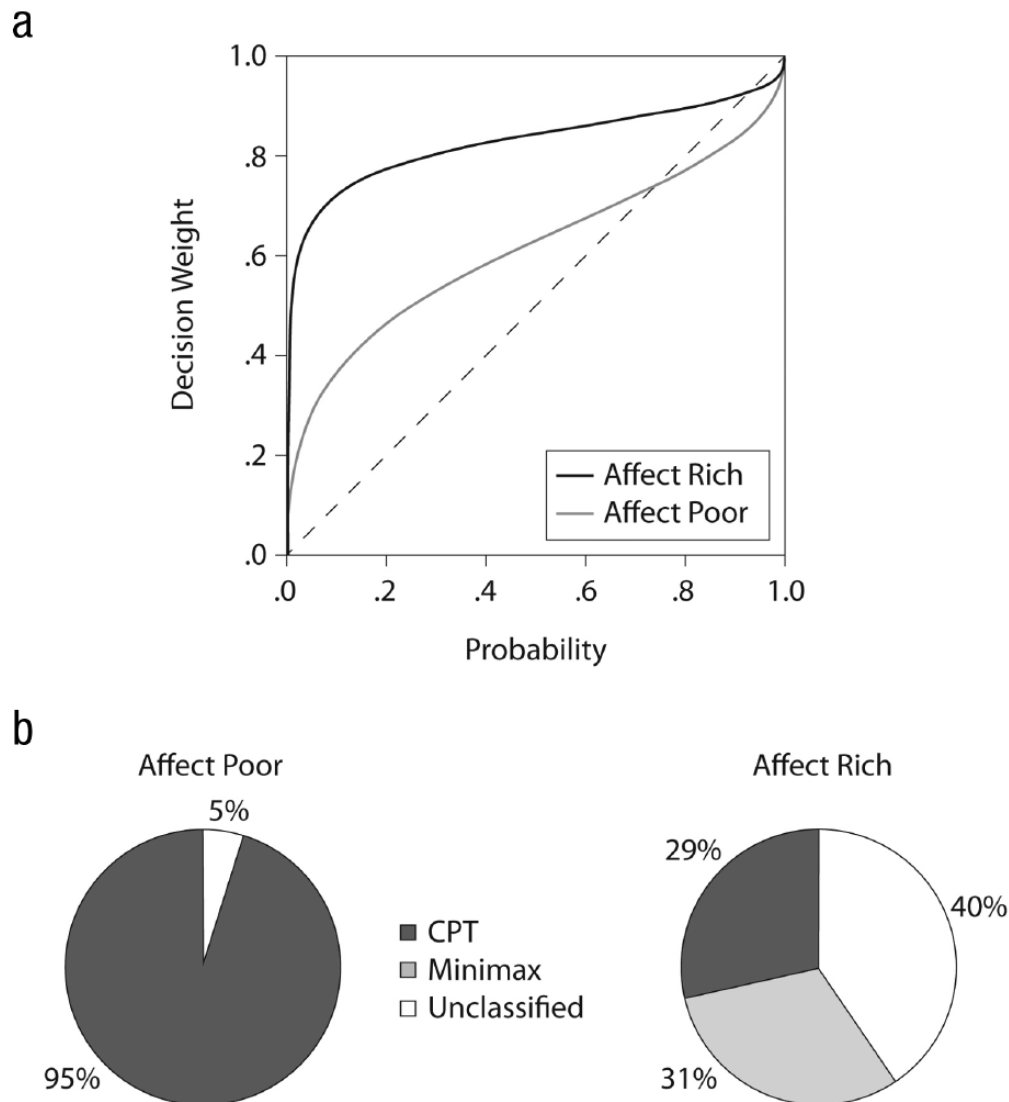 a
1.0
.8
.6
.4
.2
.0
Decision Weight
Affect Rich
Affect Poor
.0 .2 .4 .6 .8 1.0
Probability
b
Affect Poor
5%
95%
CPT
Minimax
Unclassified
Affect Rich
29%
40%
31%